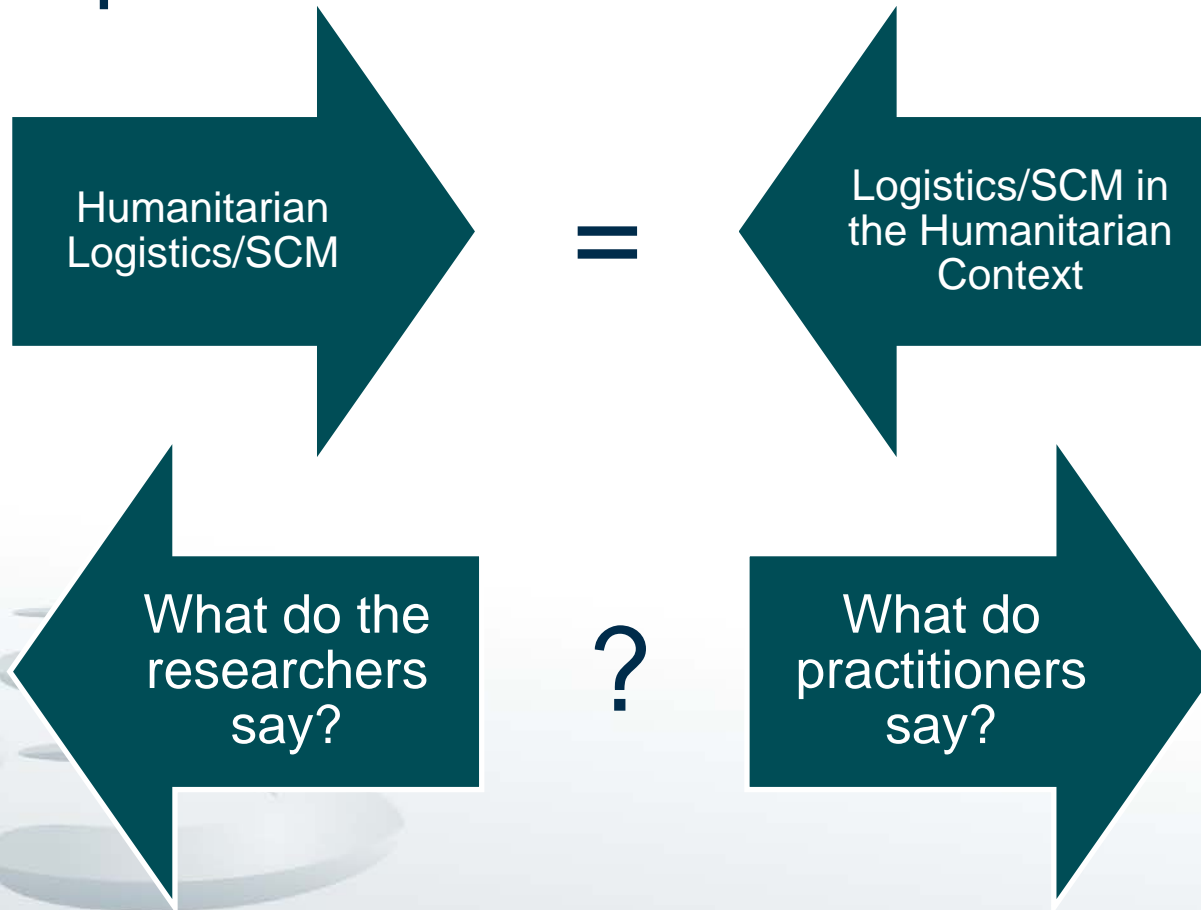 Humanitarian
Logistics/SCM
=
Logistics/SCM in
the Humanitarian
Context
What do the
researchers
say?
?
What do
practitioners
say?